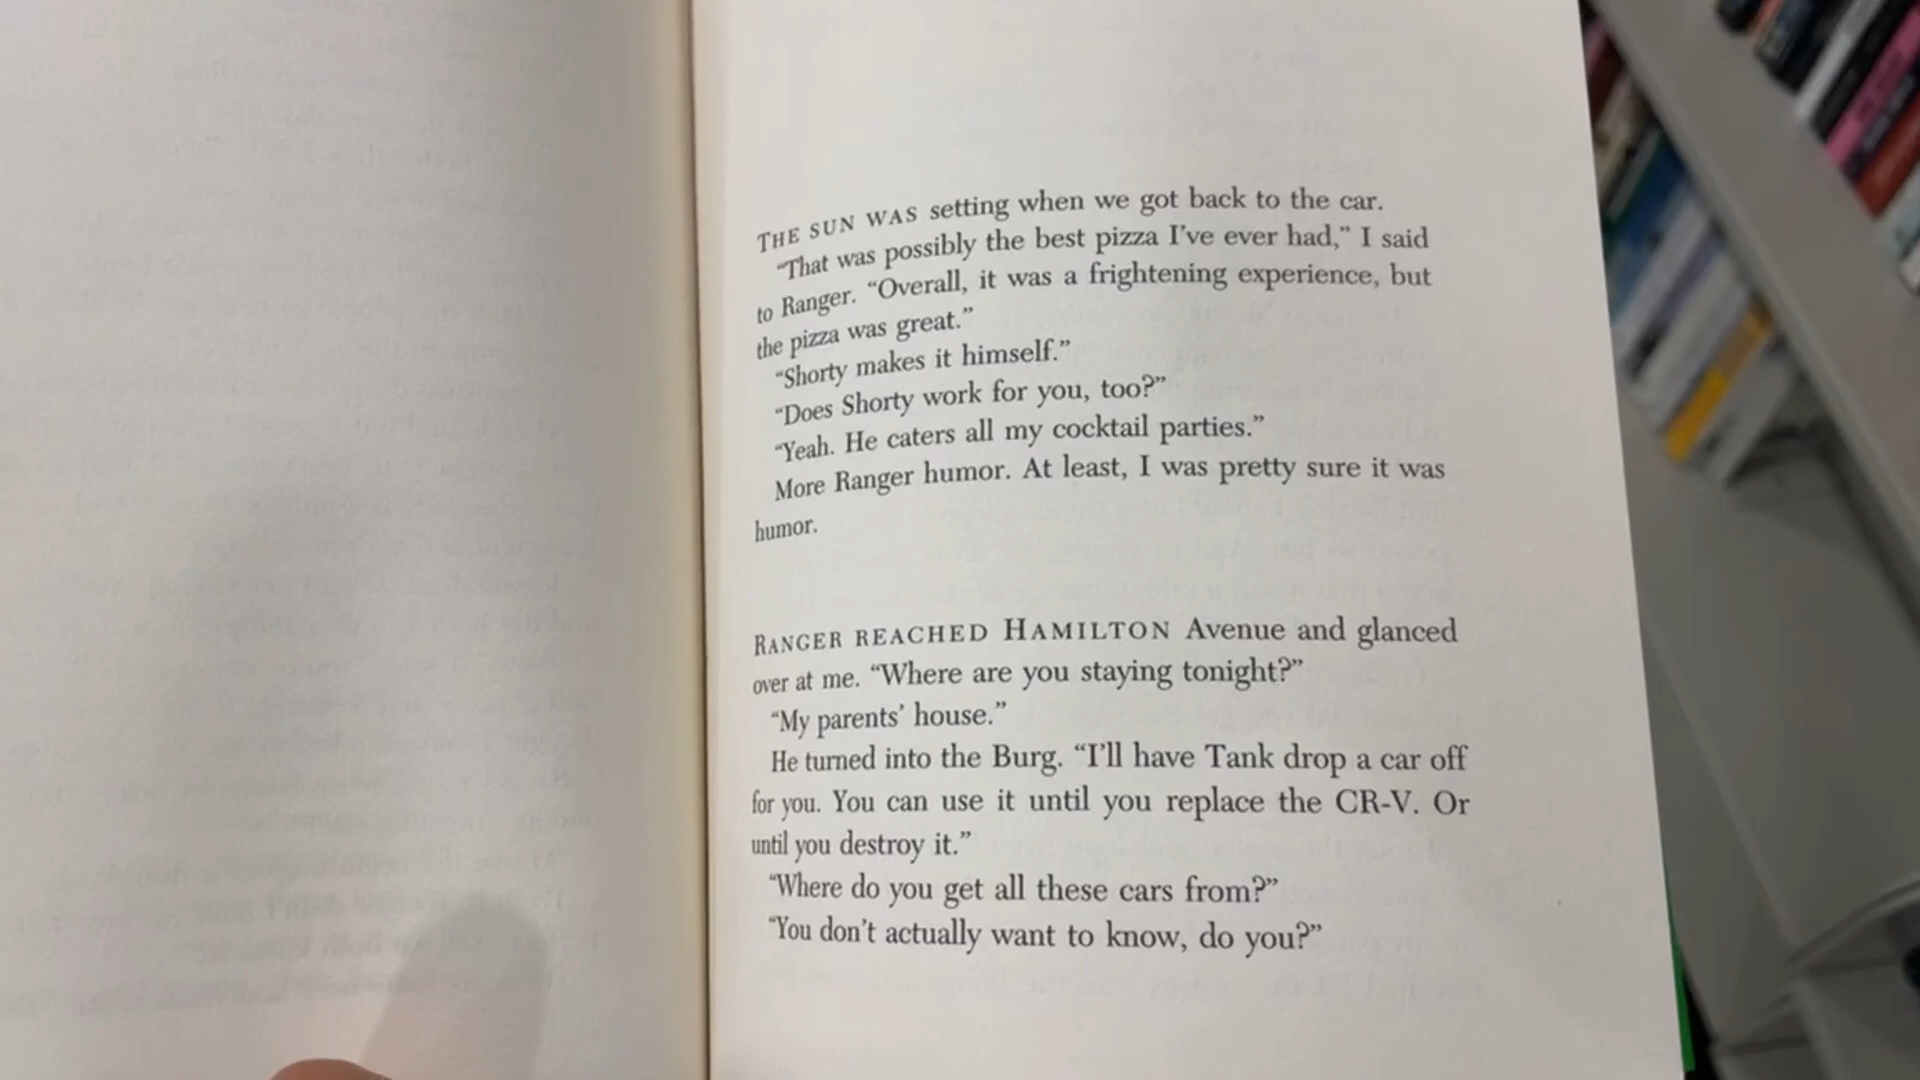 THE SUN WAS setting when we got back to the car.
“That was possibly the best pizza I’ve ever had,” I said
to Ranger. “Overall, it was a frightening experience, but
the pizza was great.”
“Shorty makes it himself.”
“Does Shorty work for you, too?”
“Yeah. He caters all my cocktail parties.”
More Ranger humor. At least, I was pretty sure it was
humor.
RANGER REACHED HAMILTON Avenue and glanced
over at me. “Where are you staying tonight?”
“My parents’ house.”
He turned into the Burg. “I’ll have Tank drop a car off
for you. You can use it until you replace the CR-V. Or
until you destroy it.”
“Where do you get all these cars from?”
“You don’t actually want to know, do you?”